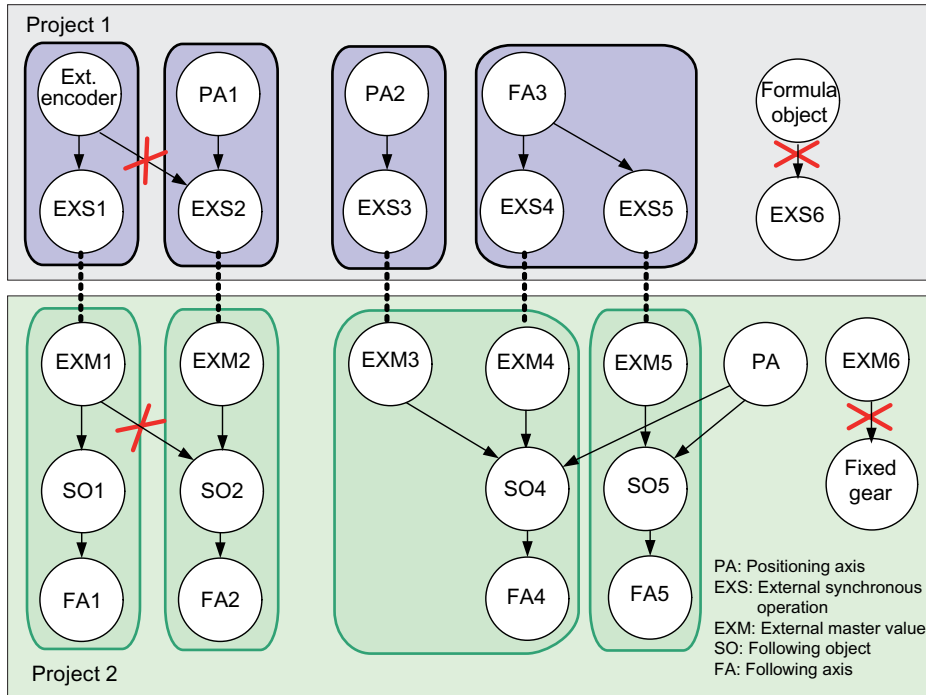 Project 1
Ext.
encoder
PA1
PA2
FA3
Formula
object
EXS1
EXS2
EXS3
EXS4
EXS5
EXS6
EXM1
EXM2
EXM3
EXM4
EXM5
PA
EXM6
SO1
SO2
SO4
SO5
Fixed
gear
FA1
FA2
FA4
FA5
PA: Positioning axis
EXS: External synchronous
operation
EXM: External master value
SO: Following object
FA: Following axis
Project 2